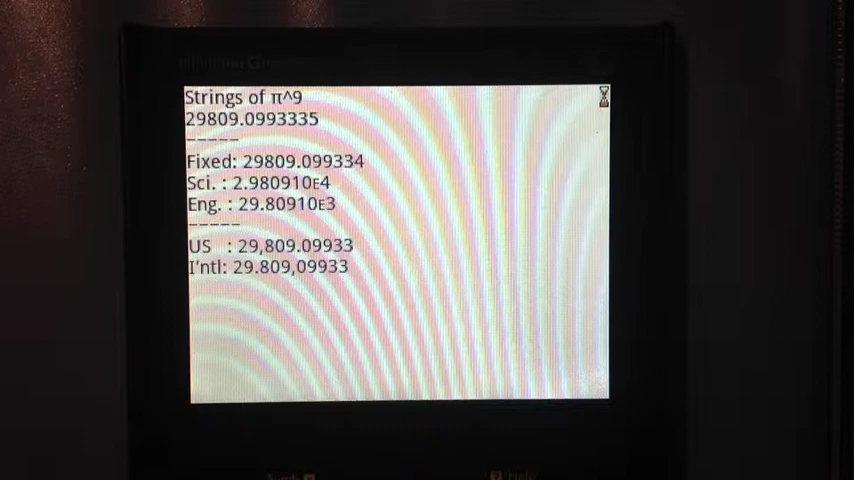 Strings of π^9
29809.0993335
-----
Fixed: 29809.099334
Sci. : 2.980910E4
Eng. : 29.80910E3
-----
US : 29,809.09933
I'ntl: 29.809,09933
Help